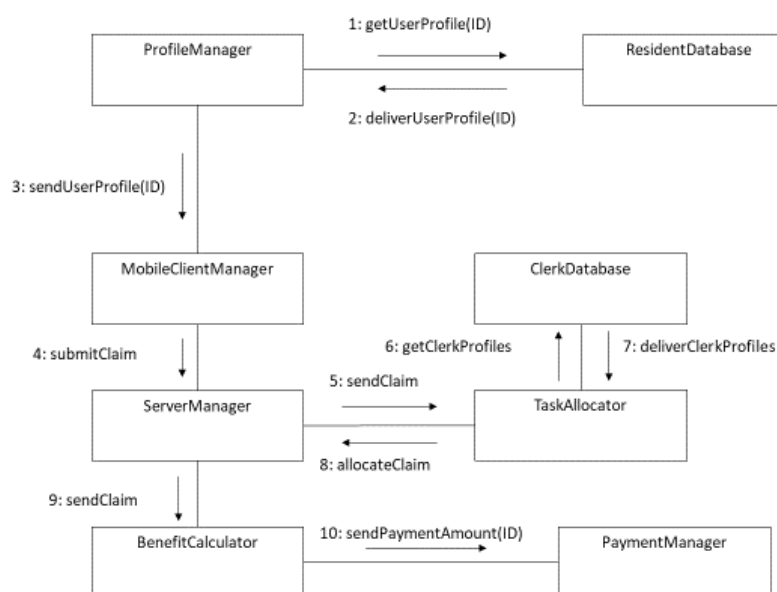 1: getUserProfile(ID)
ProfileManager
ResidentDatabase
2: deliverUserProfile(ID)
3: sendUserProfile(ID)
MobileClientManager
ClerkDatabase
4: submitClaim
6: getClerkProfiles
7: deliverClerkProfiles
5: sendClaim
ServerManager
TaskAllocator
8: allocateClaim
9: sendClaim
10: sendPaymentAmount(ID)
BenefitCalculator
PaymentManager